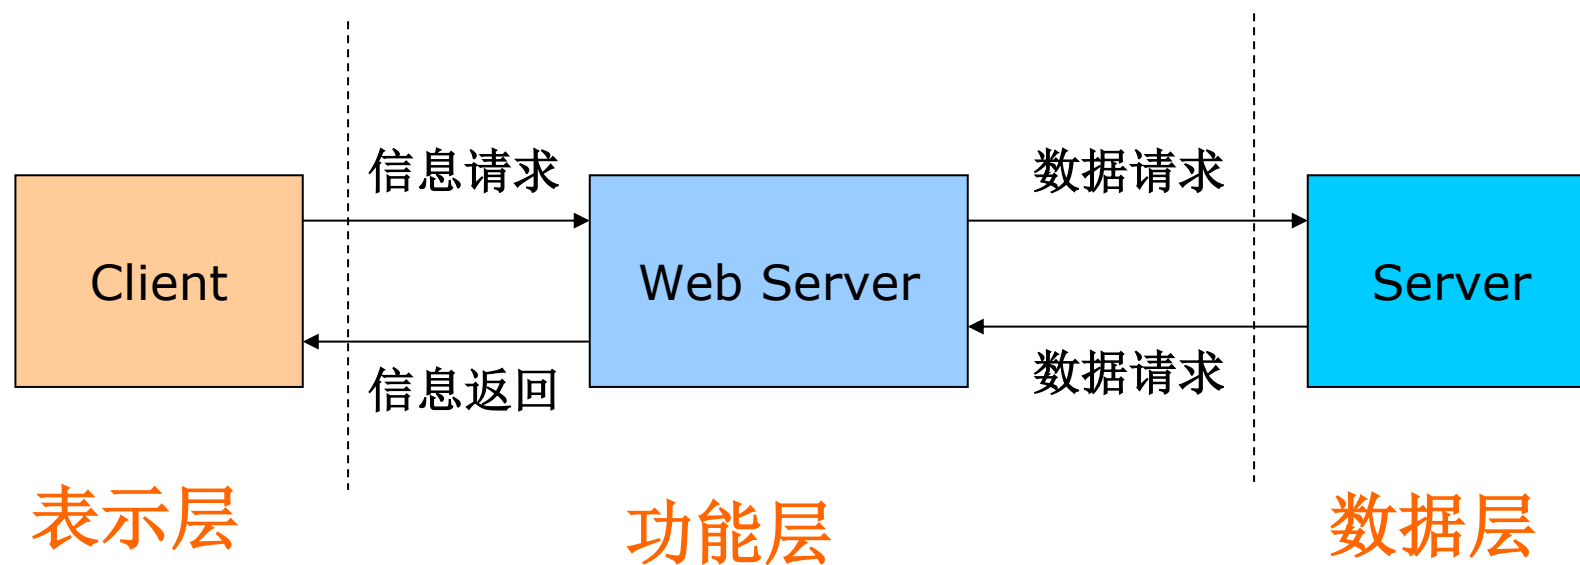 信息请求
数据请求
Client
Web Server
Server
信息返回
数据请求
表示层
功能层
数据层